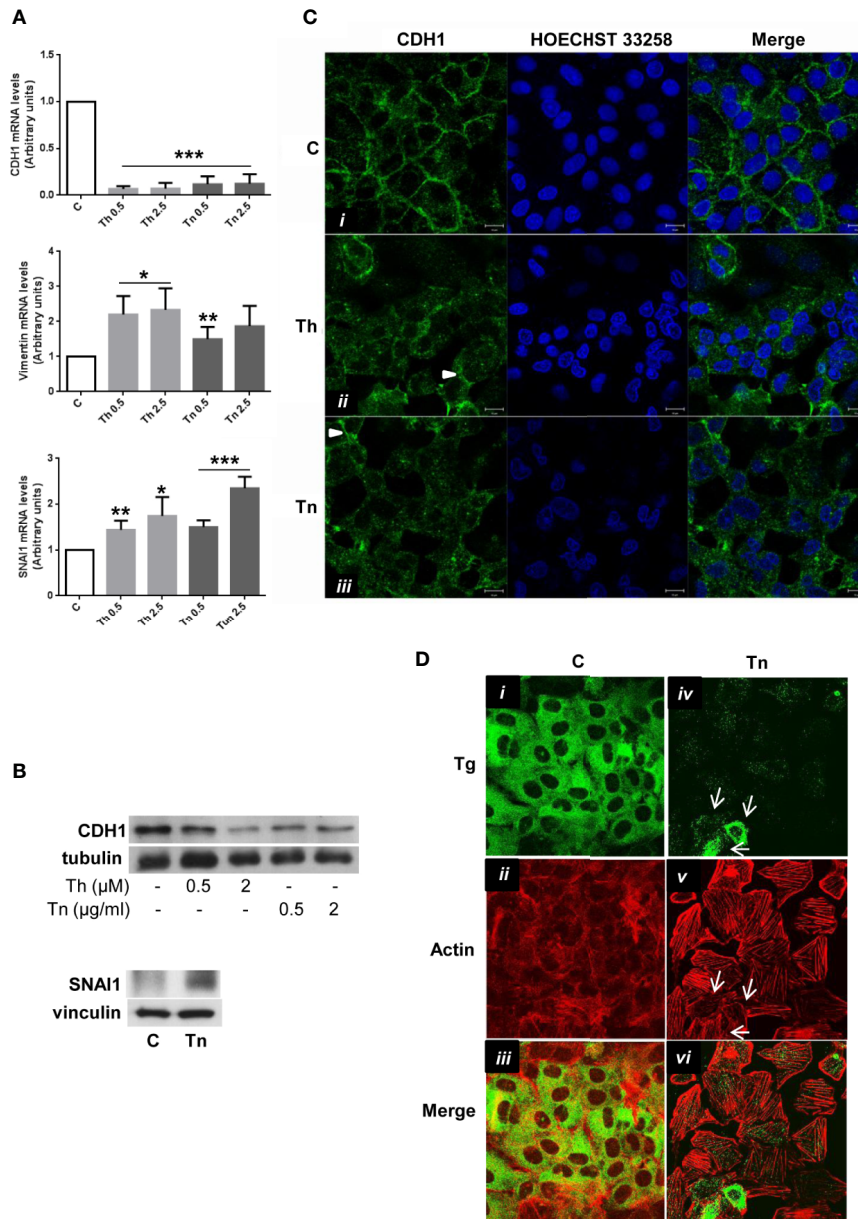 A
CDH1 mRNA levels
(Arbitrary units)
1.5
1.0
0.5
0.0
***
C
Th 0.5
Th 2.5
Tn 0.5
Tn 2.5
Vimentin mRNA levels
(Arbitrary units)
4
3
2
1
0
*
**
C
Th 0.5
Th 2.5
Tn 0.5
Tn 2.5
SNAI1 mRNA levels
(Arbitrary units)
3
2
1
0
**
*
***
C
Th 0.5
Th 2.5
Tn 0.5
Tun 2.5
B
CDH1
tubulin
Th (µM) - 0.5 2 - -
Tn (µg/ml) - - - 0.5 2
SNAI1
vinculin
C Tn
C
CDH1 HOECHST 33258 Merge
C
i
Th
ii
Tn
iii
D
C Tn
Tg
i iv
Actin
ii v
Merge
iii vi